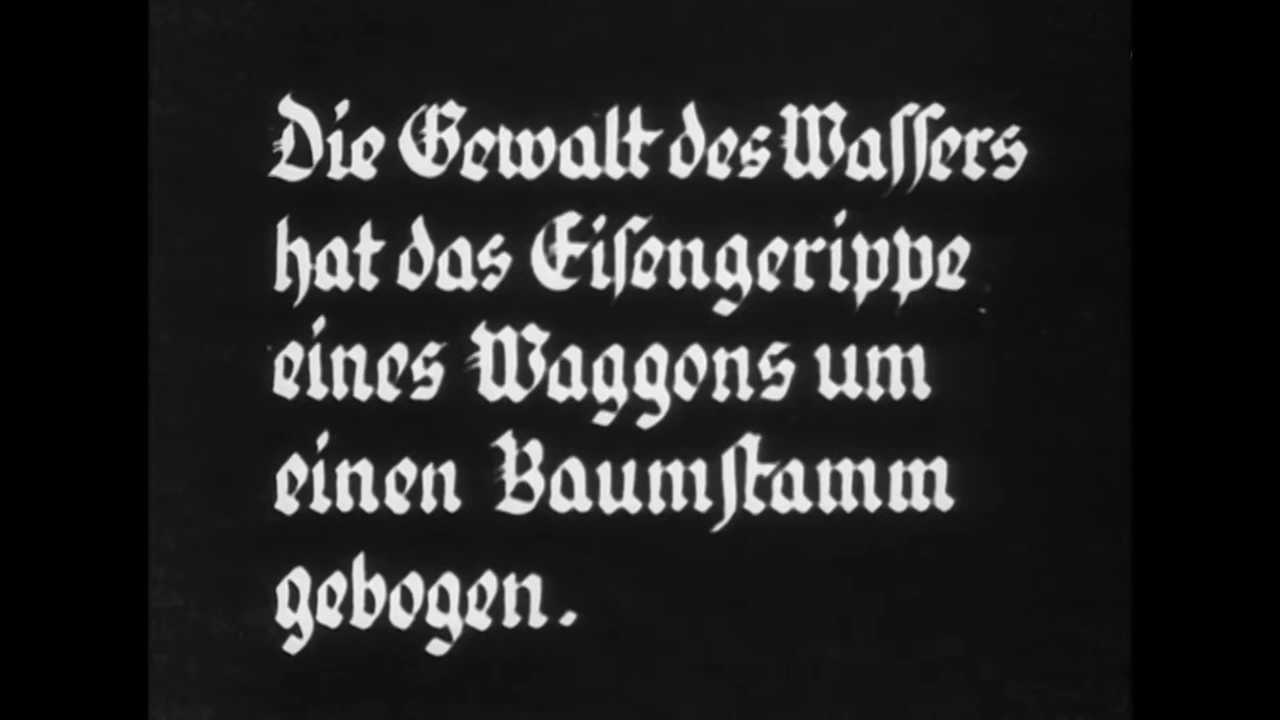 Die Gewalt des Wassers
hat das Eisengerippe
eines Waggons um
einen Baumstamm
gebogen.